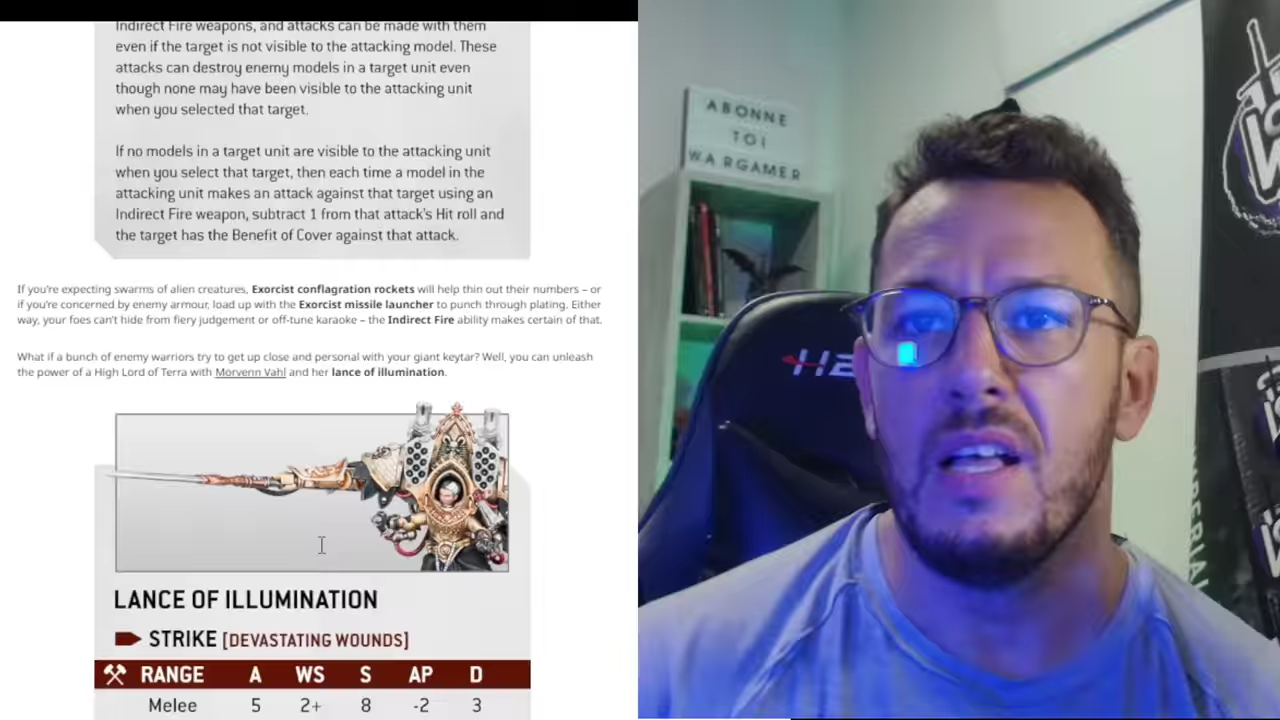 Indirect Fire weapons, and attacks can be made with them
even if the target is not visible to the attacking model. These
attacks can destroy enemy models in a target unit even
though none may have been visible to the attacking unit
when you selected that target.
If no models in a target unit are visible to the attacking unit
when you select that target, then each time a model in the
attacking unit makes an attack against that target using an
Indirect Fire weapon, subtract 1 from that attack's Hit roll and
the target has the Benefit of Cover against that attack.
If you're expecting swarms of alien creatures, Exorcist conflagration rockets will help thin out their numbers – or
if you're concerned by enemy armour, load up with the Exorcist missile launcher to punch through plating. Either
way, your foes can't hide from fiery judgement or off-tune karaoke – the Indirect Fire ability makes certain of that.
What if a bunch of enemy warriors try to get up close and personal with your giant keytar? Well, you can unleash
the power of a High Lord of Terra with Morvenn Vahl and her lance of illumination.
LANCE OF ILLUMINATION
STRIKE [DEVASTATING WOUNDS]
RANGE A WS S AP D
Melee 5 2+ 8 -2 3
ABONNE
TOI
WARGAMER